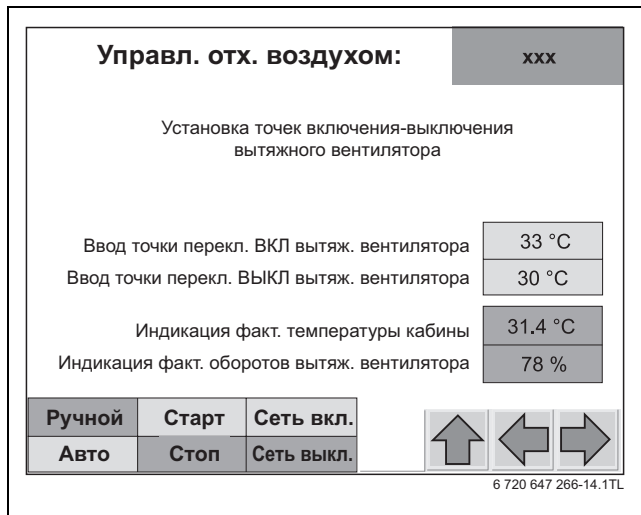 Управл. отх. воздухом:
xxx
Установка точек включения-выключения
вытяжного вентилятора
Ввод точки перекл. ВКЛ вытяж. вентилятора
33 °C
Ввод точки перекл. ВЫКЛ вытяж. вентилятора
30 °C
Индикация факт. температуры кабины
31.4 °C
Индикация факт. оборотов вытяж. вентилятора
78 %
Ручной Старт Сеть вкл.
Авто Стоп Сеть выкл.
6 720 647 266-14.1TL